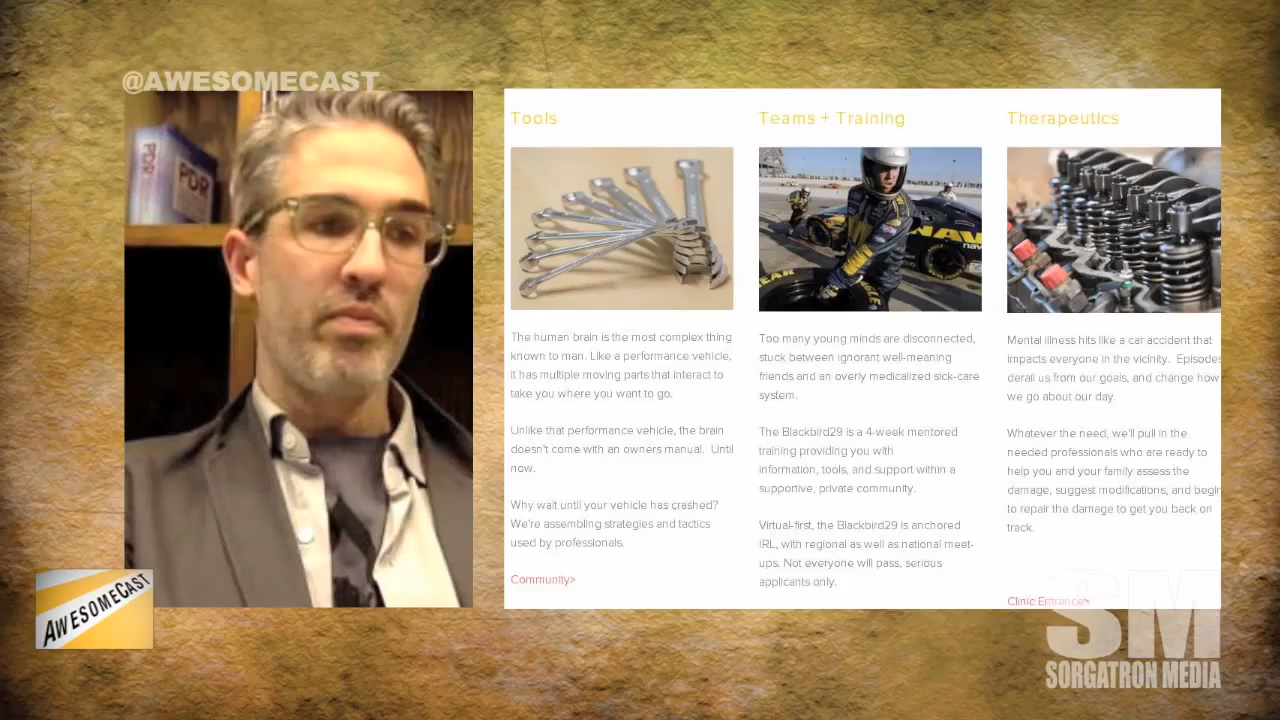 @AWESOMECAST
PDR
PDR
AWESOMECAST
Tools
The human brain is the most complex thing
known to man. Like a performance vehicle,
it has multiple moving parts that interact to
take you where you want to go.
Unlike that performance vehicle, the brain
doesn't come with an owners manual. Until
now.
Why wait until your vehicle has crashed?
We're assembling strategies and tactics
used by professionals.
Community>
Teams + Training
NAV
nav
Too many young minds are disconnected,
stuck between ignorant well-meaning
friends and an overly medicalized sick-care
system.
The Blackbird29 is a 4-week mentored
training providing you with
information, tools, and support within a
supportive, private community.
Virtual-first, the Blackbird29 is anchored
IRL, with regional as well as national meet-
ups. Not everyone will pass, serious
applicants only.
Therapeutics
Mental illness hits like a car accident that
impacts everyone in the vicinity. Episodes
derail us from our goals, and change how
we go about our day.
Whatever the need, we'll pull in the
needed professionals who are ready to
help you and your family assess the
damage, suggest modifications, and begin
to repair the damage to get you back on
track.
Clinic Entrance>
SM
SORGATRON MEDIA